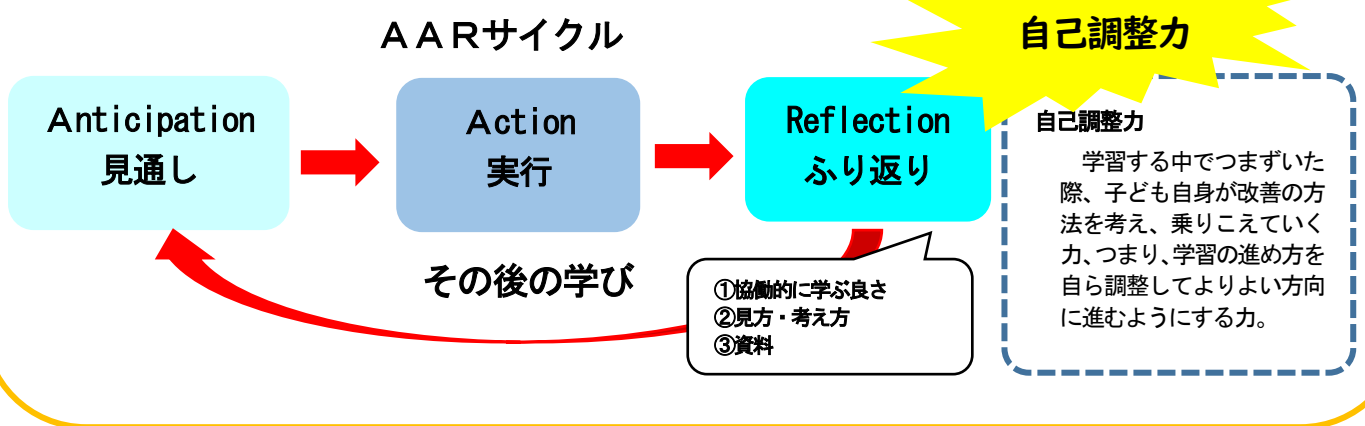 AARサイクル
自己調整力
Anticipation
見通し
Action
実行
Reflection
ふり返り
その後の学び
①協働的に学ぶ良さ
②見方・考え方
③資料
自己調整力
学習する中でつまずいた
際、子ども自身が改善の方
法を考え、乗りこえていく
力、つまり、学習の進め方を
自ら調整してよりよい方向
に進むようにする力。